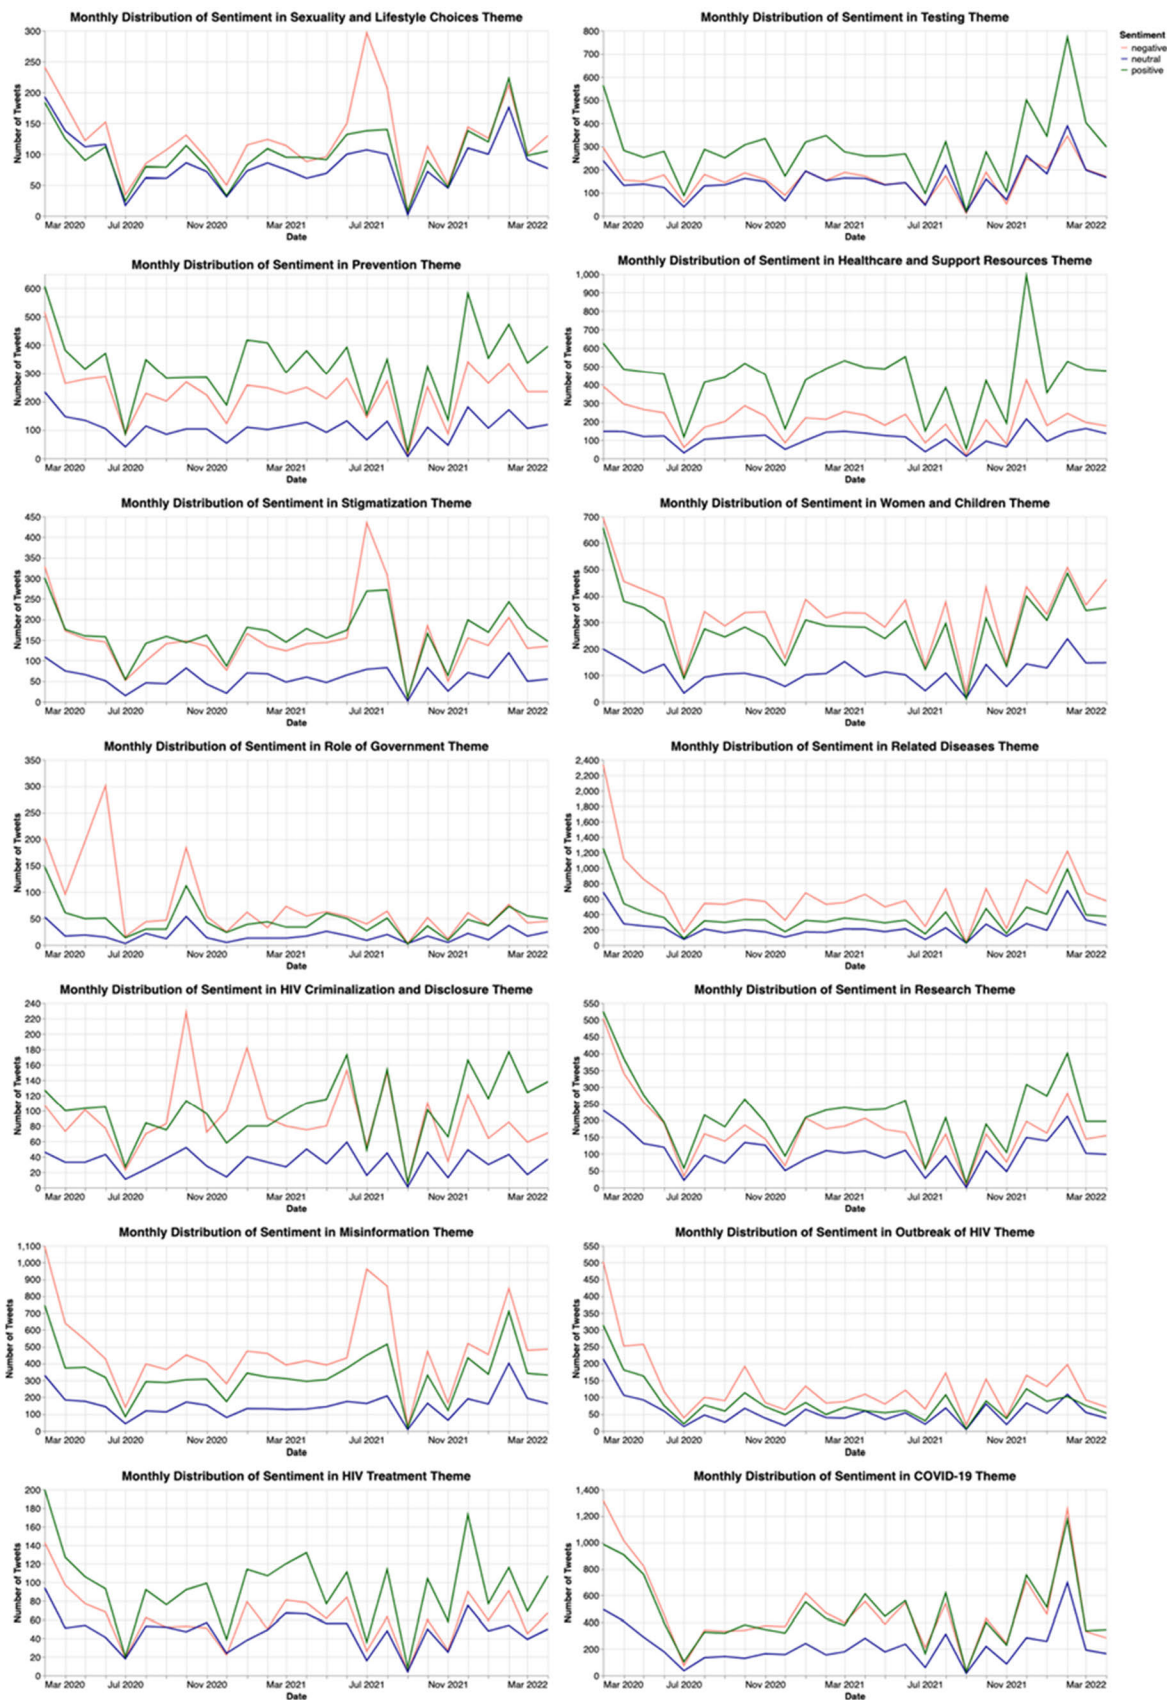 Monthly Distribution of Sentiment in Sexuality and Lifestyle Choices Theme
300
250
200
150
100
50
0
Number of Tweets
Mar 2020 Jul 2020 Nov 2020 Mar 2021 Jul 2021 Nov 2021 Mar 2022
Date
Monthly Distribution of Sentiment in Testing Theme
800
700
600
500
400
300
200
100
0
Number of Tweets
Mar 2020 Jul 2020 Nov 2020 Mar 2021 Jul 2021 Nov 2021 Mar 2022
Date
Sentiment
negative
neutral
positive
Monthly Distribution of Sentiment in Prevention Theme
600
500
400
300
200
100
0
Number of Tweets
Mar 2020 Jul 2020 Nov 2020 Mar 2021 Jul 2021 Nov 2021 Mar 2022
Date
Monthly Distribution of Sentiment in Healthcare and Support Resources Theme
1,000
900
800
700
600
500
400
300
200
100
0
Number of Tweets
Mar 2020 Jul 2020 Nov 2020 Mar 2021 Jul 2021 Nov 2021 Mar 2022
Date
Monthly Distribution of Sentiment in Stigmatization Theme
450
400
350
300
250
200
150
100
50
0
Number of Tweets
Mar 2020 Jul 2020 Nov 2020 Mar 2021 Jul 2021 Nov 2021 Mar 2022
Date
Monthly Distribution of Sentiment in Women and Children Theme
700
600
500
400
300
200
100
0
Number of Tweets
Mar 2020 Jul 2020 Nov 2020 Mar 2021 Jul 2021 Nov 2021 Mar 2022
Date
Monthly Distribution of Sentiment in Role of Government Theme
350
300
250
200
150
100
50
0
Number of Tweets
Mar 2020 Jul 2020 Nov 2020 Mar 2021 Jul 2021 Nov 2021 Mar 2022
Date
Monthly Distribution of Sentiment in Related Diseases Theme
2,400
2,200
2,000
1,800
1,600
1,400
1,200
1,000
800
600
400
200
0
Number of Tweets
Mar 2020 Jul 2020 Nov 2020 Mar 2021 Jul 2021 Nov 2021 Mar 2022
Date
Monthly Distribution of Sentiment in HIV Criminalization and Disclosure Theme
240
220
200
180
160
140
120
100
80
60
40
20
0
Number of Tweets
Mar 2020 Jul 2020 Nov 2020 Mar 2021 Jul 2021 Nov 2021 Mar 2022
Date
Monthly Distribution of Sentiment in Research Theme
550
500
450
400
350
300
250
200
150
100
50
0
Number of Tweets
Mar 2020 Jul 2020 Nov 2020 Mar 2021 Jul 2021 Nov 2021 Mar 2022
Date
Monthly Distribution of Sentiment in Misinformation Theme
1,100
1,000
900
800
700
600
500
400
300
200
100
0
Number of Tweets
Mar 2020 Jul 2020 Nov 2020 Mar 2021 Jul 2021 Nov 2021 Mar 2022
Date
Monthly Distribution of Sentiment in Outbreak of HIV Theme
550
500
450
400
350
300
250
200
150
100
50
0
Number of Tweets
Mar 2020 Jul 2020 Nov 2020 Mar 2021 Jul 2021 Nov 2021 Mar 2022
Date
Monthly Distribution of Sentiment in HIV Treatment Theme
200
180
160
140
120
100
80
60
40
20
0
Number of Tweets
Mar 2020 Jul 2020 Nov 2020 Mar 2021 Jul 2021 Nov 2021 Mar 2022
Date
Monthly Distribution of Sentiment in COVID-19 Theme
1,400
1,200
1,000
800
600
400
200
0
Number of Tweets
Mar 2020 Jul 2020 Nov 2020 Mar 2021 Jul 2021 Nov 2021 Mar 2022
Date